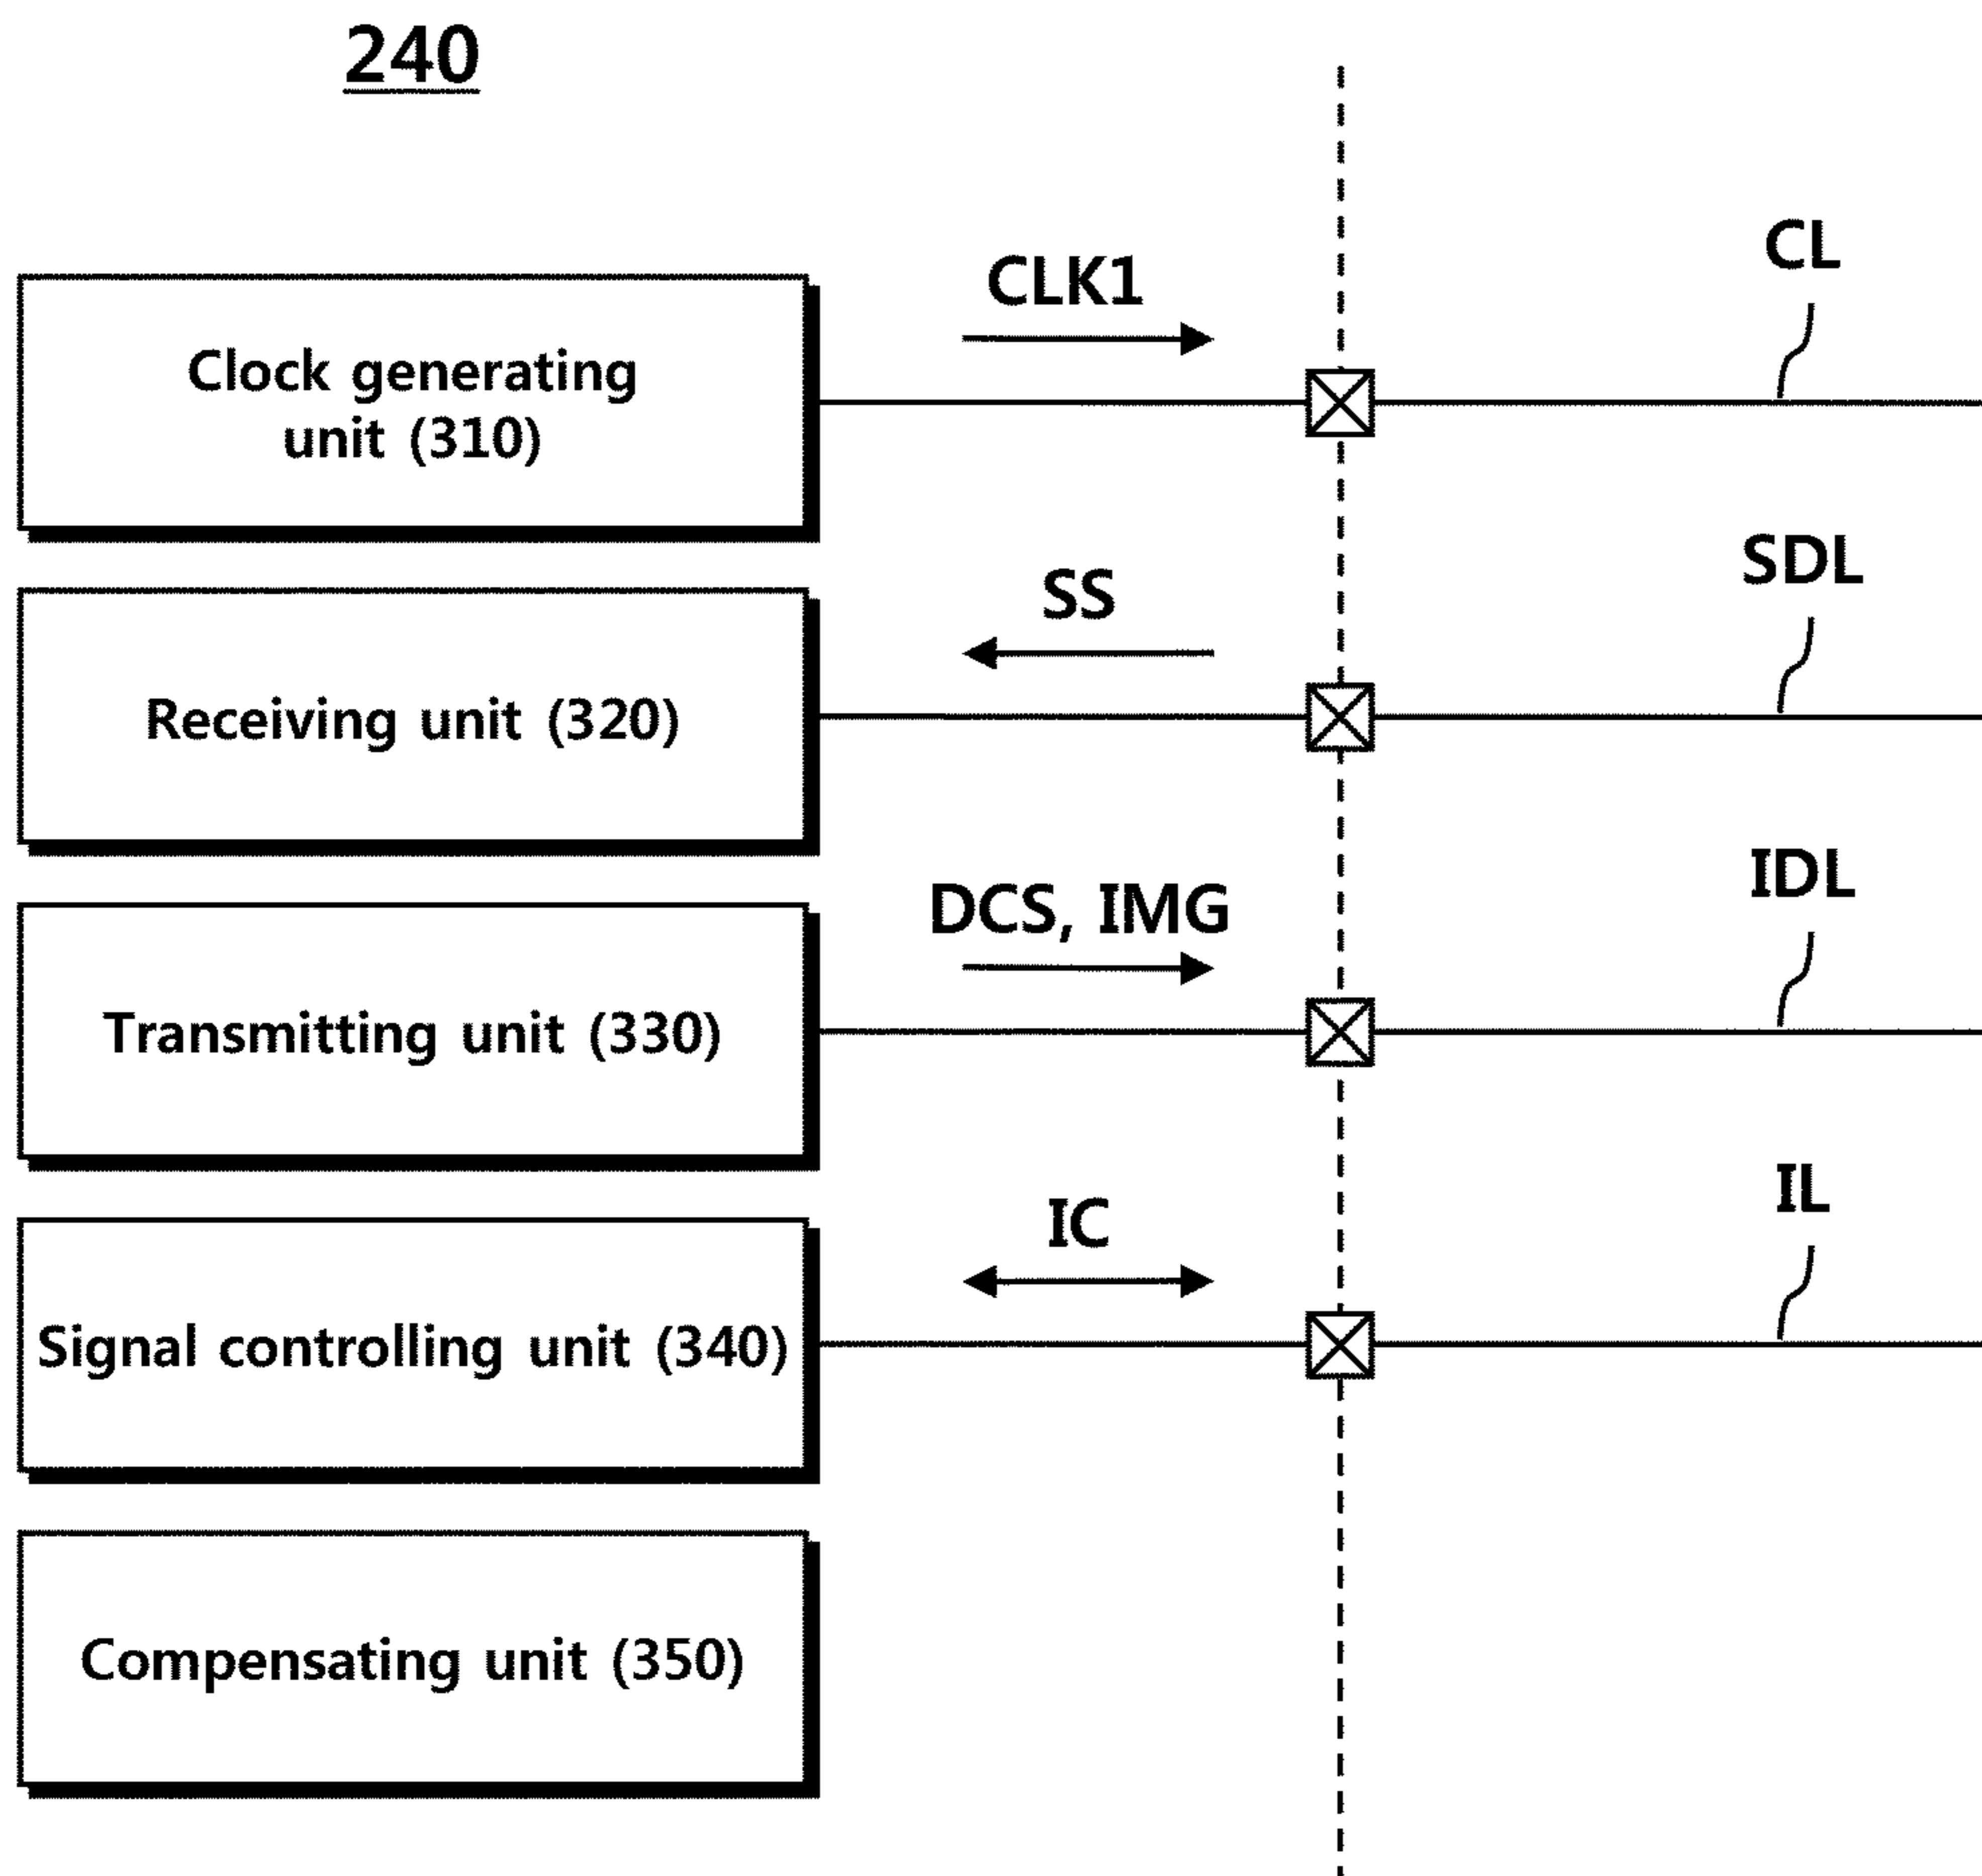 240
CLK1
CL
Clock generating
unit (310)
SS
SDL
Receiving unit (320)
DCS, IMG
IDL
Transmitting unit (330)
IC
IL
Signal controlling unit (340)
Compensating unit (350)